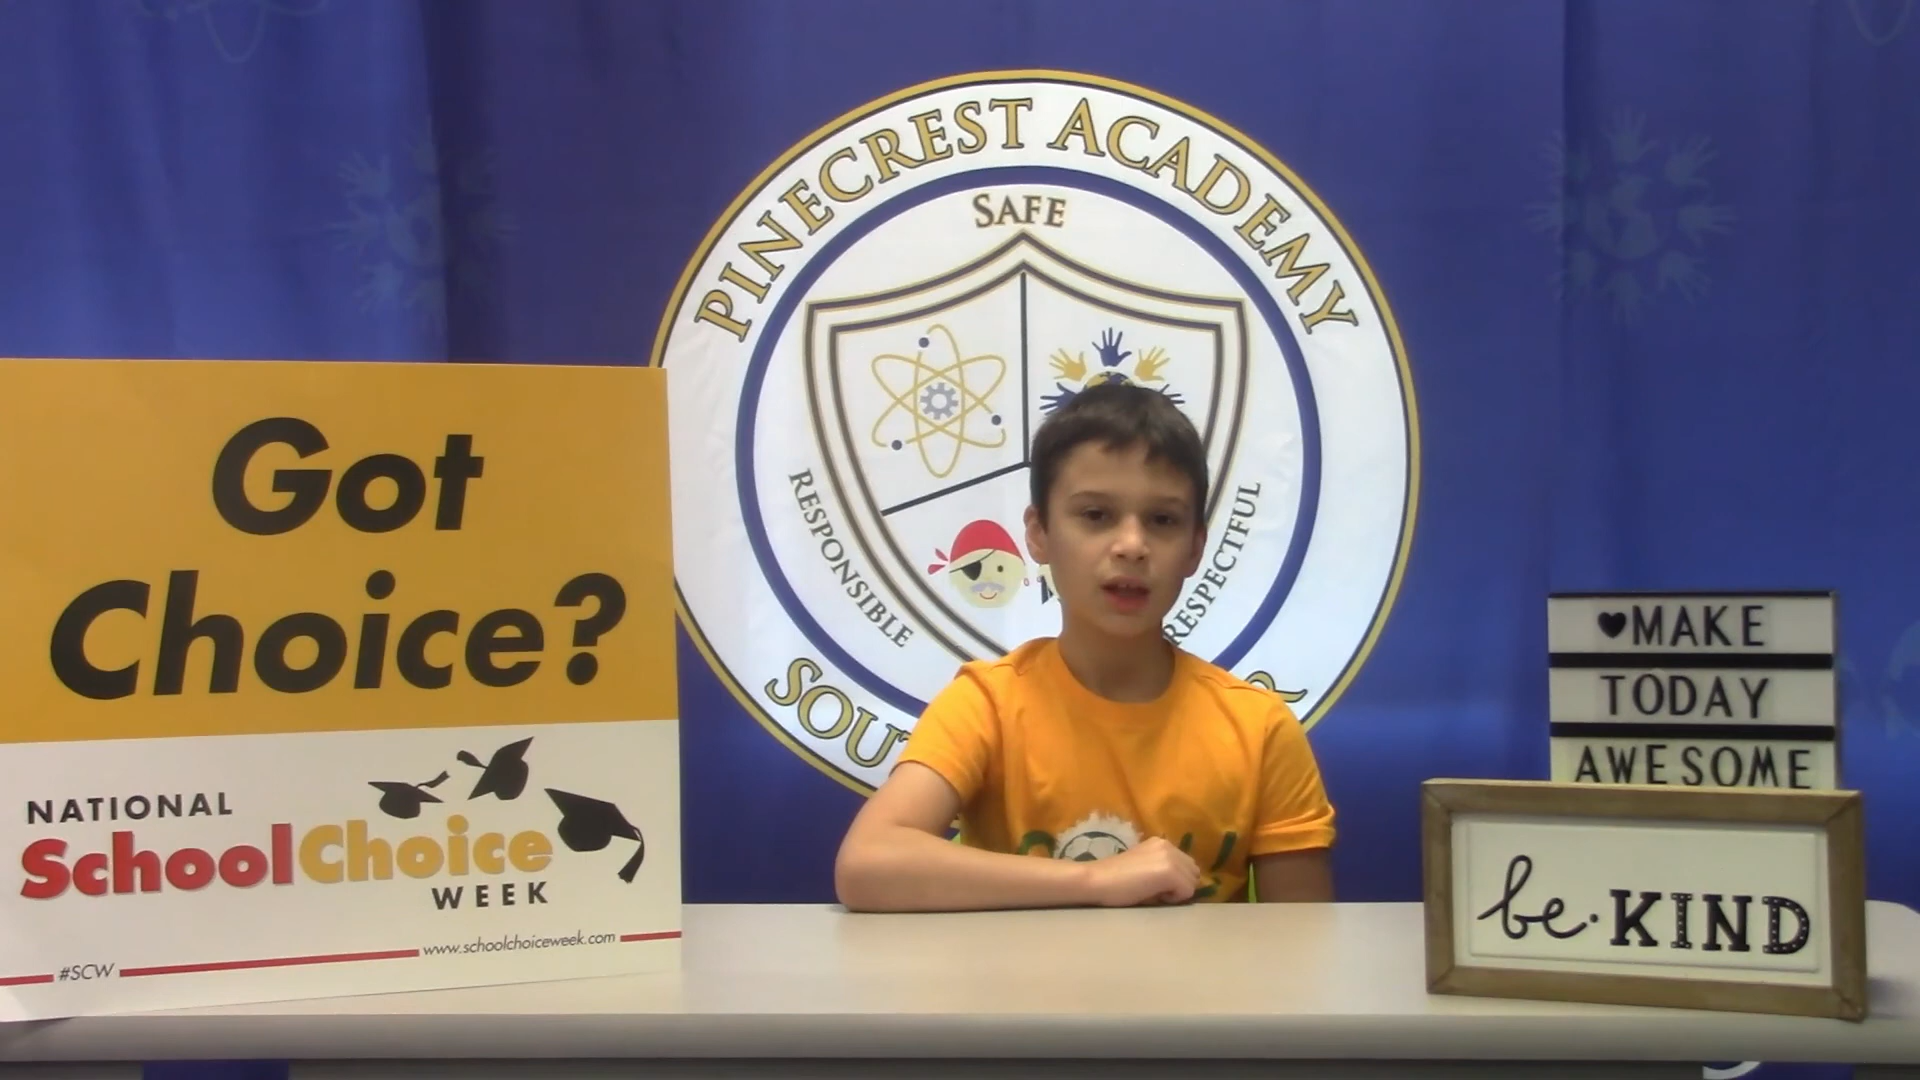 PINECREST ACADEMY
SAFE
RESPONSIBLE
RESPECTFUL
Got
Choice?
NATIONAL
SchoolChoice
WEEK
www.schoolchoiceweek.com
#SCW
♥MAKE
TODAY
AWESOME
be·KIND